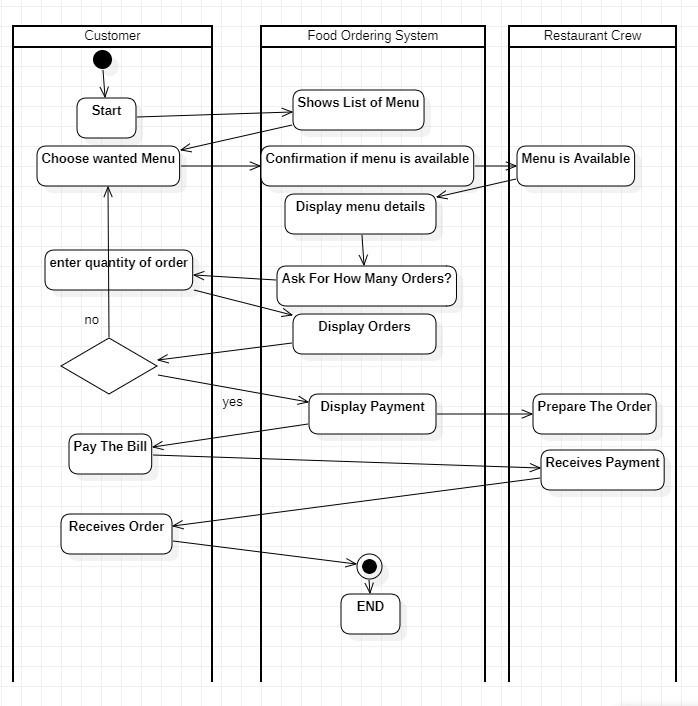 Customer
Food Ordering System
Restaurant Crew
Start
Shows List of Menu
Choose wanted Menu
Confirmation if menu is available
Menu is Available
Display menu details
enter quantity of order
Ask For How Many Orders?
no
Display Orders
yes
Display Payment
Prepare The Order
Pay The Bill
Receives Payment
Receives Order
END